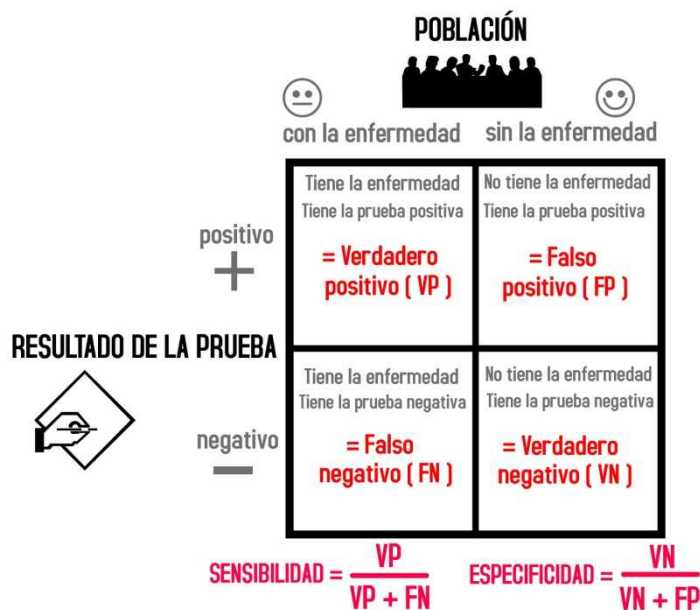 POBLACIÓN
con la enfermedad
sin la enfermedad
Tiene la enfermedad
Tiene la prueba positiva
= Verdadero
positivo ( VP )
No tiene la enfermedad
Tiene la prueba positiva
= Falso
positivo ( FP )
positivo
+
RESULTADO DE LA PRUEBA
Tiene la enfermedad
Tiene la prueba negativa
= Falso
negativo ( FN )
No tiene la enfermedad
Tiene la prueba negativa
= Verdadero
negativo ( VN )
negativo
−
SENSIBILIDAD =
VP
VP + FN
ESPECIFICIDAD =
VN
VN + FP